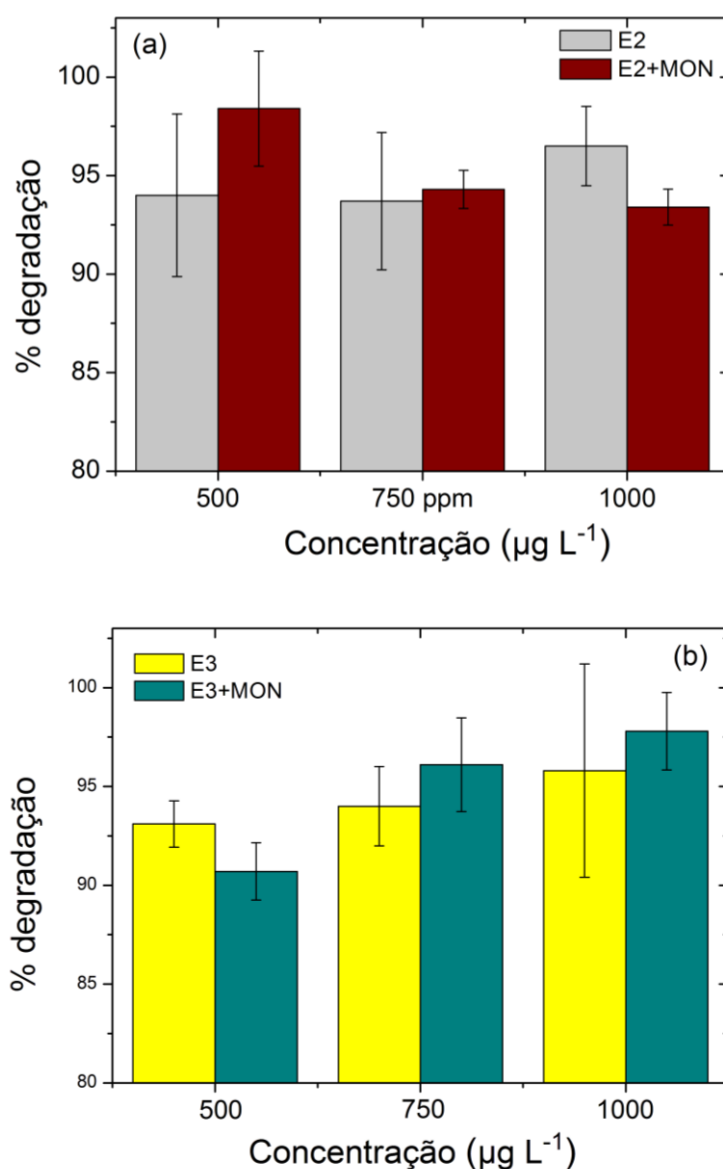 (a)
E2
E2+MON
100
95
90
85
80
% degradação
500 750 ppm 1000
Concentração (µg L⁻¹)
(b)
E3
E3+MON
100
95
90
85
80
% degradação
500 750 1000
Concentração (µg L⁻¹)